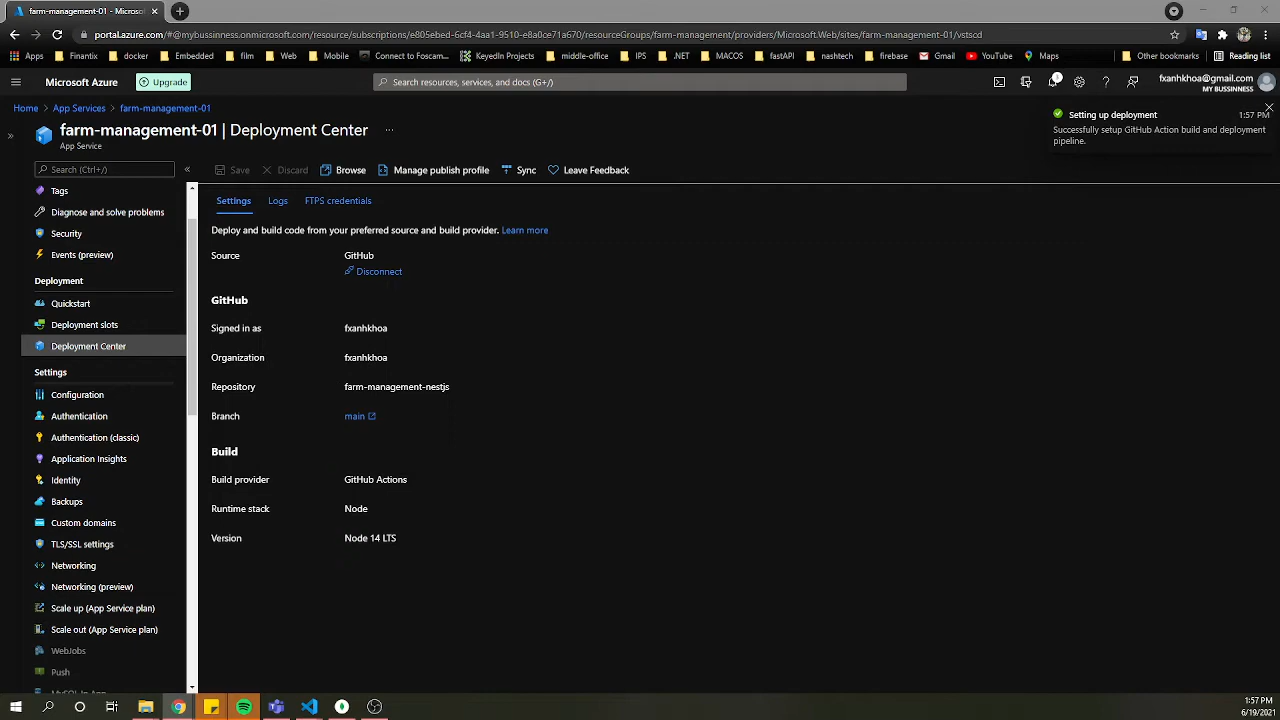 farm-management-01 - Microsoft
portal.azure.com/#@mybussinness.onmicrosoft.com/resource/subscriptions/e805ebed-6cf4-4aa1-9510-e8a0ce71a670/resourceGroups/farm-management/providers/Microsoft.Web/sites/farm-management-01/vstscd
Apps Finantix docker Embedded film Web Mobile Connect to Foscam... KeyedIn Projects middle-office IPS .NET MACOS fastAPI nashtech firebase Gmail YouTube Maps Other bookmarks Reading list
Microsoft Azure Upgrade Search resources, services, and docs (G+/) 1 fxanhkhoa@gmail.com
MY BUSSINNESS
Home > App Services > farm-management-01
farm-management-01 | Deployment Center ...
App Service
Setting up deployment 1:57 PM
Successfully setup GitHub Action build and deployment
pipeline.
Search (Ctrl+/)
Save Discard Browse Manage publish profile Sync Leave Feedback
Tags
Diagnose and solve problems
Security
Events (preview)
Deployment
Quickstart
Deployment slots
Deployment Center
Settings
Configuration
Authentication
Authentication (classic)
Application Insights
Identity
Backups
Custom domains
TLS/SSL settings
Networking
Networking (preview)
Scale up (App Service plan)
Scale out (App Service plan)
WebJobs
Push
MySQL In App
Settings Logs FTPS credentials
Deploy and build code from your preferred source and build provider. Learn more
Source GitHub
Disconnect
GitHub
Signed in as fxanhkhoa
Organization fxanhkhoa
Repository farm-management-nestjs
Branch main
Build
Build provider GitHub Actions
Runtime stack Node
Version Node 14 LTS
1:57 PM
6/19/2021